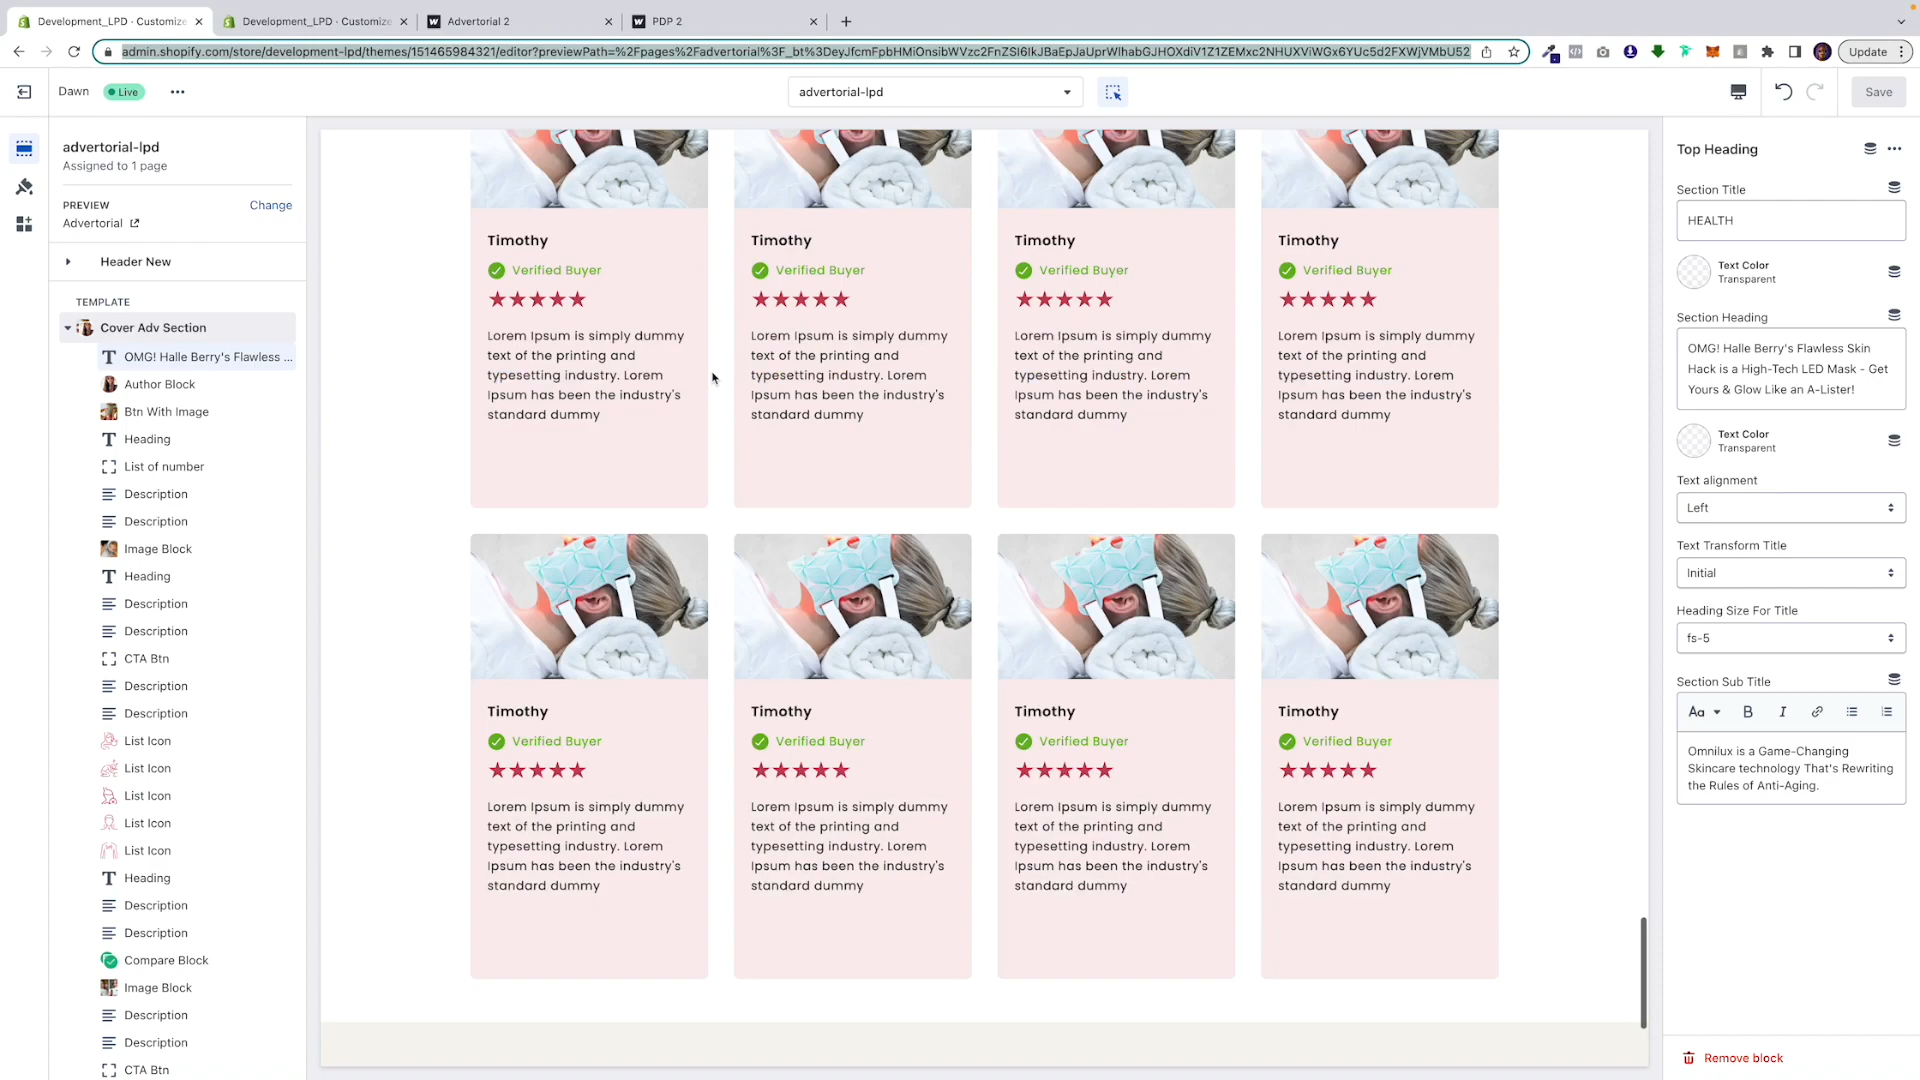 Development_LPD · Customize
Development_LPD · Customize
Advertorial 2
PDP 2
admin.shopify.com/store/development-lpd/themes/151465984321/editor?previewPath=%2Fpages%2Fadvertorial%3F_bt%3DeyJfcmFpbHMiOnsibWVzc2FnZSI6IkJBaEpJaUprWlhabGJHOXdiV1Z1ZEMxc2NHUXViWGx6YUc5d2FXWjVMbU52
Update
Dawn
Live
advertorial-lpd
Save
advertorial-lpd
Assigned to 1 page
PREVIEW
Change
Advertorial
Header New
TEMPLATE
Cover Adv Section
OMG! Halle Berry's Flawless ...
Author Block
Btn With Image
Heading
List of number
Description
Description
Image Block
Heading
Description
Description
CTA Btn
Description
Description
List Icon
List Icon
List Icon
List Icon
List Icon
Heading
Description
Description
Compare Block
Image Block
Description
Description
CTA Btn
Timothy
Verified Buyer
Lorem Ipsum is simply dummy
text of the printing and
typesetting industry. Lorem
Ipsum has been the industry's
standard dummy
Timothy
Verified Buyer
Lorem Ipsum is simply dummy
text of the printing and
typesetting industry. Lorem
Ipsum has been the industry's
standard dummy
Timothy
Verified Buyer
Lorem Ipsum is simply dummy
text of the printing and
typesetting industry. Lorem
Ipsum has been the industry's
standard dummy
Timothy
Verified Buyer
Lorem Ipsum is simply dummy
text of the printing and
typesetting industry. Lorem
Ipsum has been the industry's
standard dummy
Timothy
Verified Buyer
Lorem Ipsum is simply dummy
text of the printing and
typesetting industry. Lorem
Ipsum has been the industry's
standard dummy
Timothy
Verified Buyer
Lorem Ipsum is simply dummy
text of the printing and
typesetting industry. Lorem
Ipsum has been the industry's
standard dummy
Timothy
Verified Buyer
Lorem Ipsum is simply dummy
text of the printing and
typesetting industry. Lorem
Ipsum has been the industry's
standard dummy
Timothy
Verified Buyer
Lorem Ipsum is simply dummy
text of the printing and
typesetting industry. Lorem
Ipsum has been the industry's
standard dummy
Top Heading
Section Title
HEALTH
Text Color
Transparent
Section Heading
OMG! Halle Berry's Flawless Skin
Hack is a High-Tech LED Mask - Get
Yours & Glow Like an A-Lister!
Text Color
Transparent
Text alignment
Left
Text Transform Title
Initial
Heading Size For Title
fs-5
Section Sub Title
Aa
B
I
Omnilux is a Game-Changing
Skincare technology That's Rewriting
the Rules of Anti-Aging.
Remove block